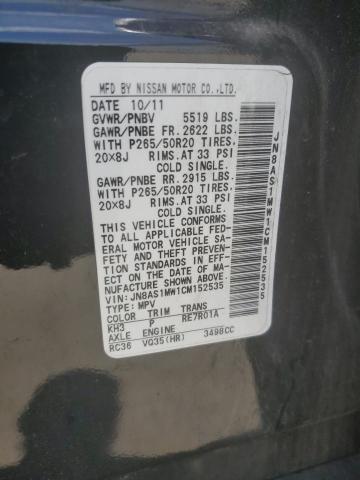 MFD BY NISSAN MOTOR CO.,LTD.
DATE 10/11
GVWR/PNBV 5519 LBS.
GAWR/PNBE FR. 2622 LBS.
WITH P265/50R20 TIRES.
20X8J RIMS.AT 33 PSI
COLD SINGLE.
GAWR/PNBE RR. 2915 LBS.
WITH P265/50R20 TIRES.
20X8J RIMS.AT 33 PSI
COLD SINGLE.
THIS VEHICLE CONFORMS
TO ALL APPLICABLE FED-
ERAL MOTOR VEHICLE SA-
FETY AND THEFT PREVEN-
TION STANDARDS IN EFF-
ECT ON THE DATE OF MA-
NUFACTURE SHOWN ABOVE.
VIN:JN8AS1MW1CM152535
TYPE:MPV
COLOR TRIM TRANS
KH3 P RE7R01A
AXLE ENGINE
RC36 VQ35(HR) 3498CC
JN8AS1MW1CM152535